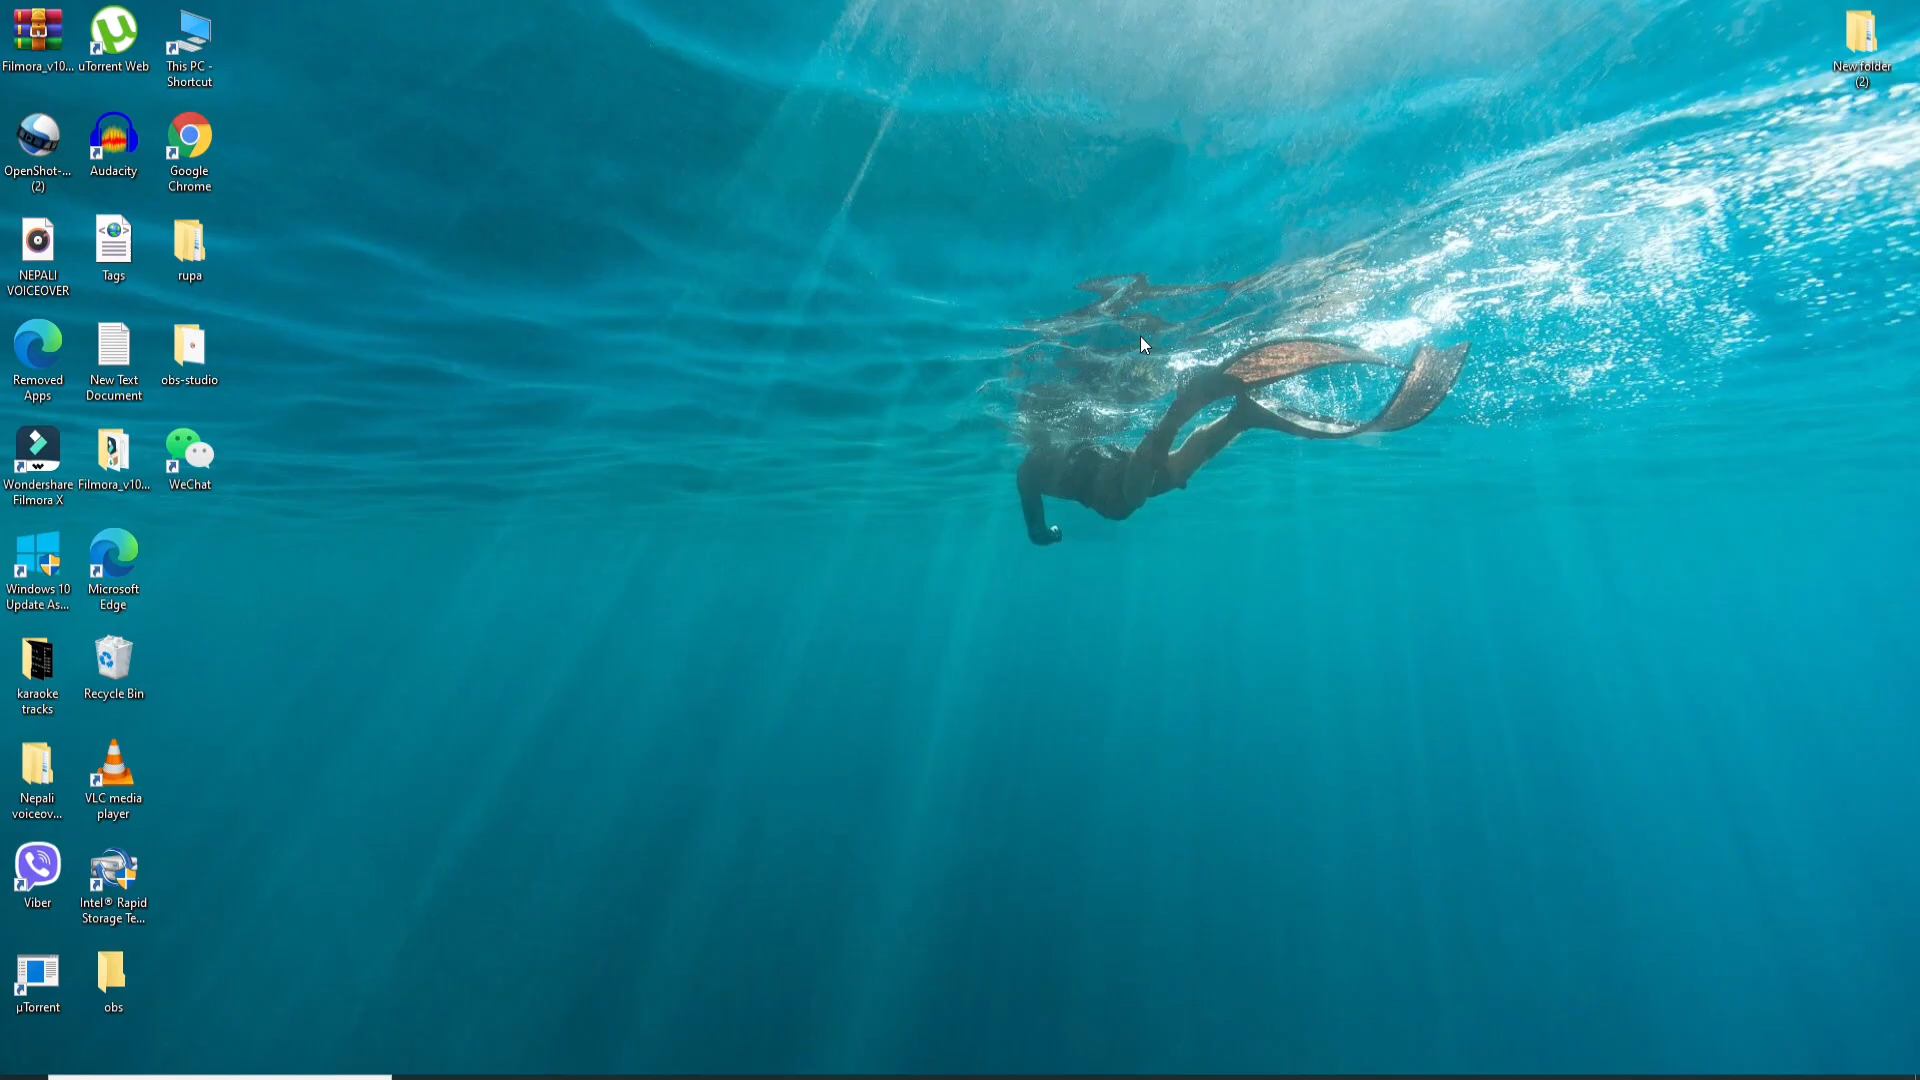 Filmora_v10...
uTorrent Web
This PC -
Shortcut
New folder
(2)
OpenShot-...
(2)
Audacity
Google
Chrome
NEPALI
VOICEOVER
Tags
rupa
Removed
Apps
New Text
Document
obs-studio
Wondershare
Filmora X
Filmora_v10...
WeChat
Windows 10
Update As...
Microsoft
Edge
karaoke
tracks
Recycle Bin
Nepali
voiceov...
VLC media
player
Viber
Intel® Rapid
Storage Te...
µTorrent
obs